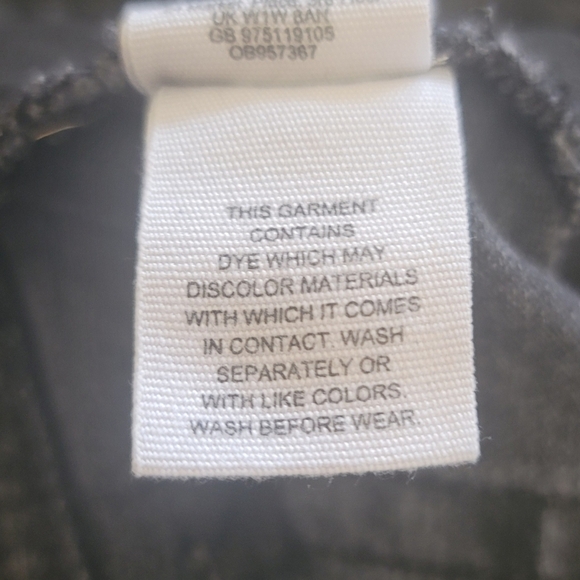 UK W1W 8AN
GB 975119105
OB957367
THIS GARMENT
CONTAINS
DYE WHICH MAY
DISCOLOR MATERIALS
WITH WHICH IT COMES
IN CONTACT. WASH
SEPARATELY OR
WITH LIKE COLORS.
WASH BEFORE WEAR.